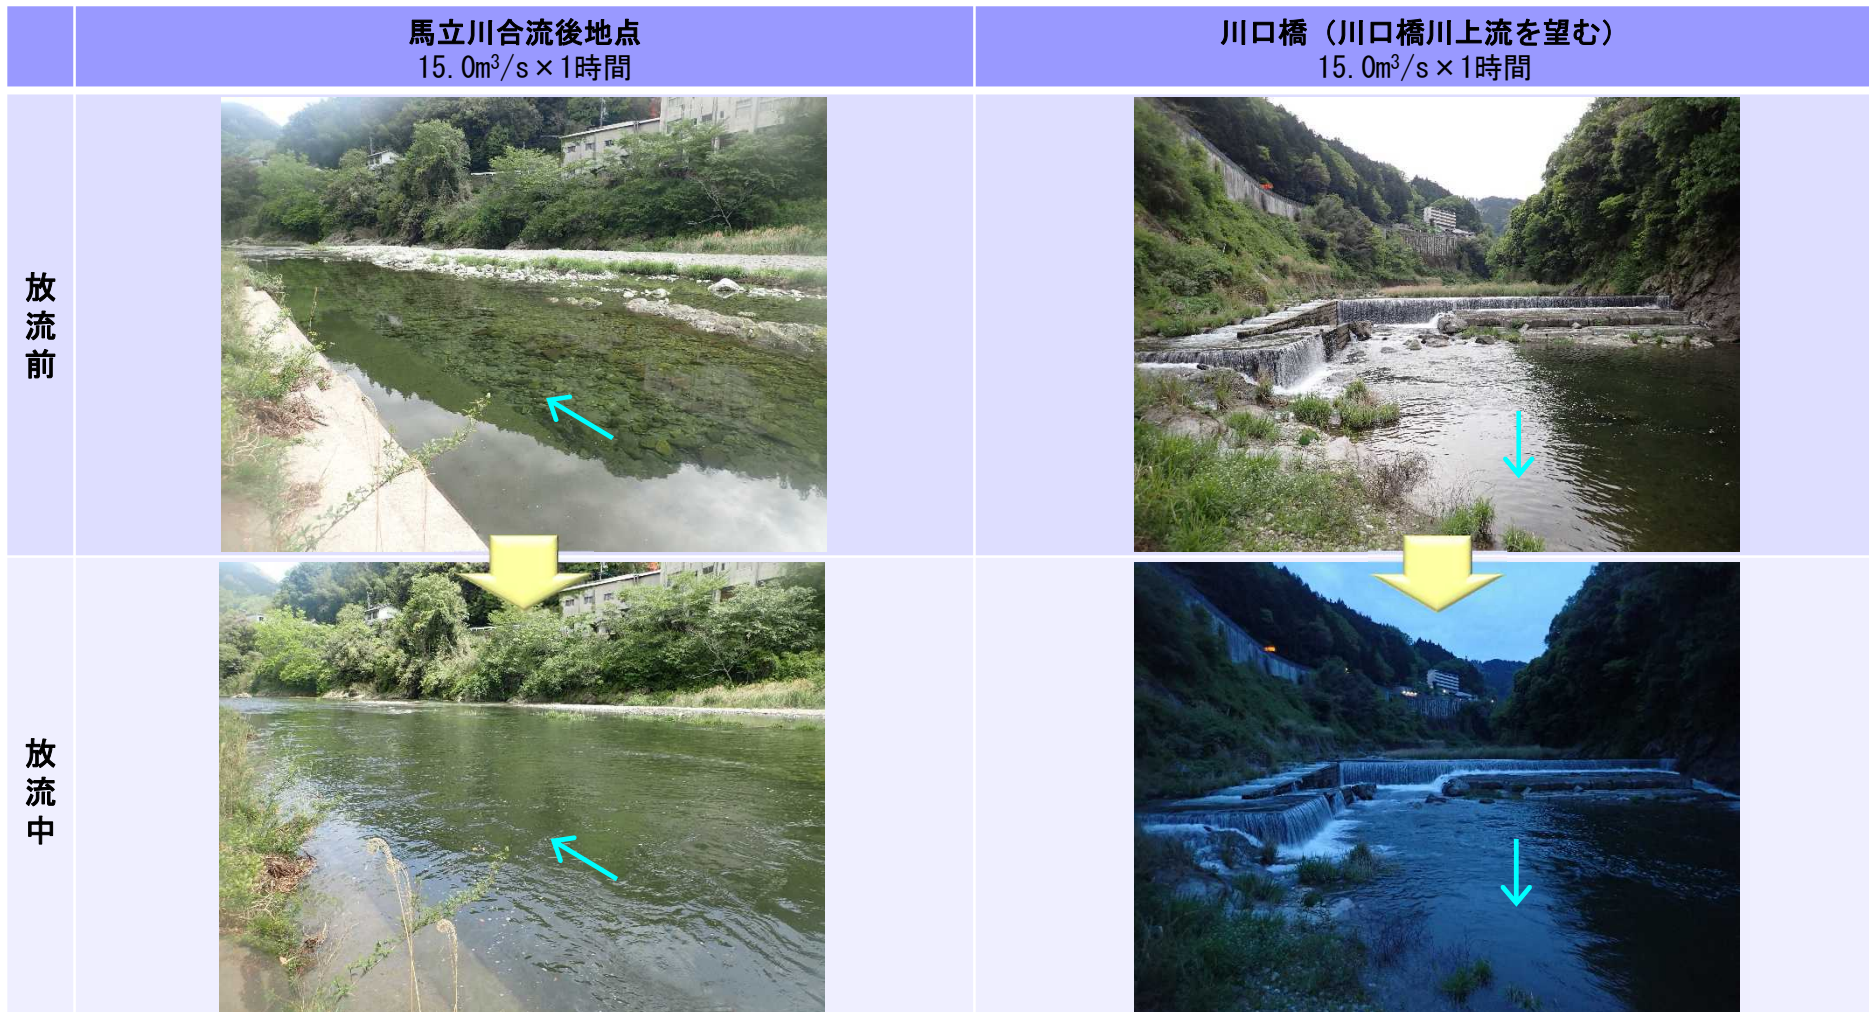 馬立川合流後地点
15.0m³/s×1時間
川口橋（川口橋川上流を望む）
15.0m³/s×1時間
放流前
放流中